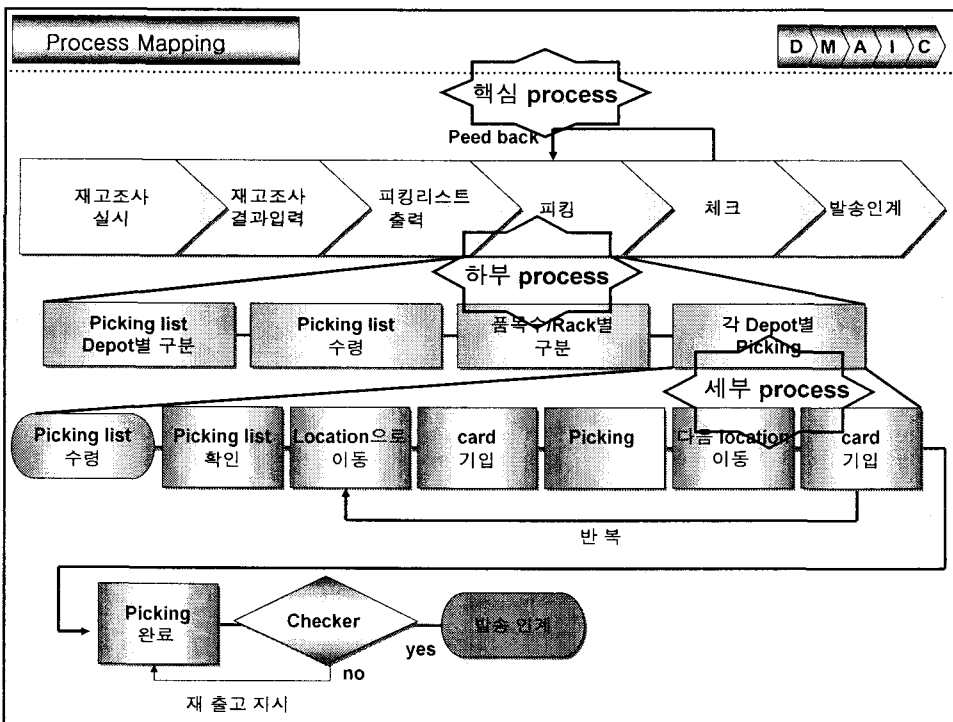 Process Mapping
D M A I C
핵심 process
Peed back
재고조사
실시
재고조사
결과입력
피킹리스트
출력
피킹
체크
발송인계
하부 process
Picking list
Depot별 구분
Picking list
수령
품목수/Rack별
구분
각 Depot별
Picking
세부 process
Picking list
수령
Picking list
확인
Location으로
이동
card
기입
Picking
다음 location
이동
card
기입
반 복
Picking
완료
Checker
yes
발송 인계
no
재 출고 지시